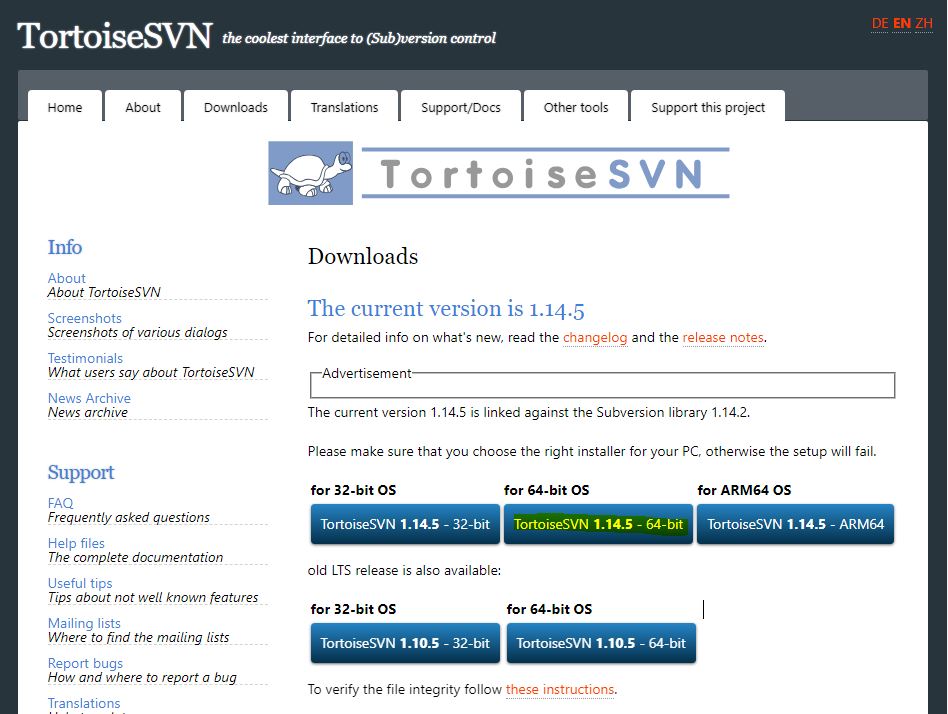 TortoiseSVN the coolest interface to (Sub)version control
DE EN ZH
Home About Downloads Translations Support/Docs Other tools Support this project
TortoiseSVN
Info
About
About TortoiseSVN
Screenshots
Screenshots of various dialogs
Testimonials
What users say about TortoiseSVN
News Archive
News archive
Support
FAQ
Frequently asked questions
Help files
The complete documentation
Useful tips
Tips about not well known features
Mailing lists
Where to find the mailing lists
Report bugs
How and where to report a bug
Translations
Downloads
The current version is 1.14.5
For detailed info on what's new, read the changelog and the release notes.
Advertisement
The current version 1.14.5 is linked against the Subversion library 1.14.2.
Please make sure that you choose the right installer for your PC, otherwise the setup will fail.
for 32-bit OS for 64-bit OS for ARM64 OS
TortoiseSVN 1.14.5 - 32-bit TortoiseSVN 1.14.5 - 64-bit TortoiseSVN 1.14.5 - ARM64
old LTS release is also available:
for 32-bit OS for 64-bit OS
TortoiseSVN 1.10.5 - 32-bit TortoiseSVN 1.10.5 - 64-bit
To verify the file integrity follow these instructions.